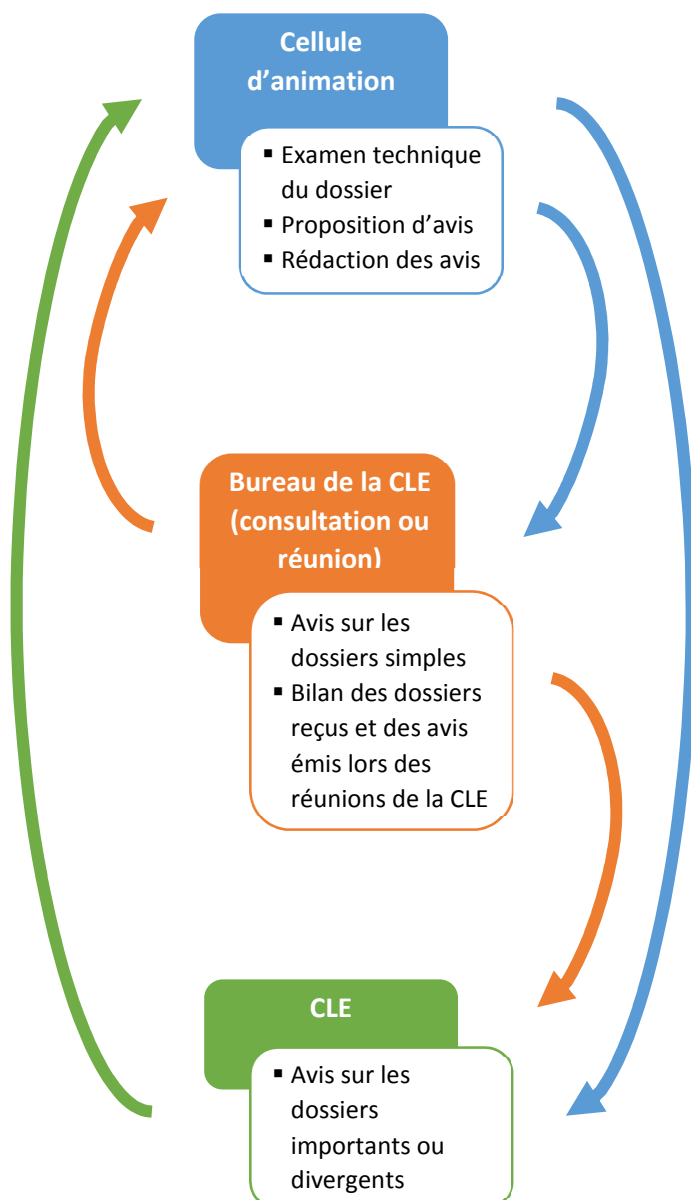 Cellule
d’animation
▪ Examen technique
du dossier
▪ Proposition d’avis
▪ Rédaction des avis
Bureau de la CLE
(consultation ou
réunion)
▪ Avis sur les
dossiers simples
▪ Bilan des dossiers
reçus et des avis
émis lors des
réunions de la CLE
CLE
▪ Avis sur les
dossiers
importants ou
divergents